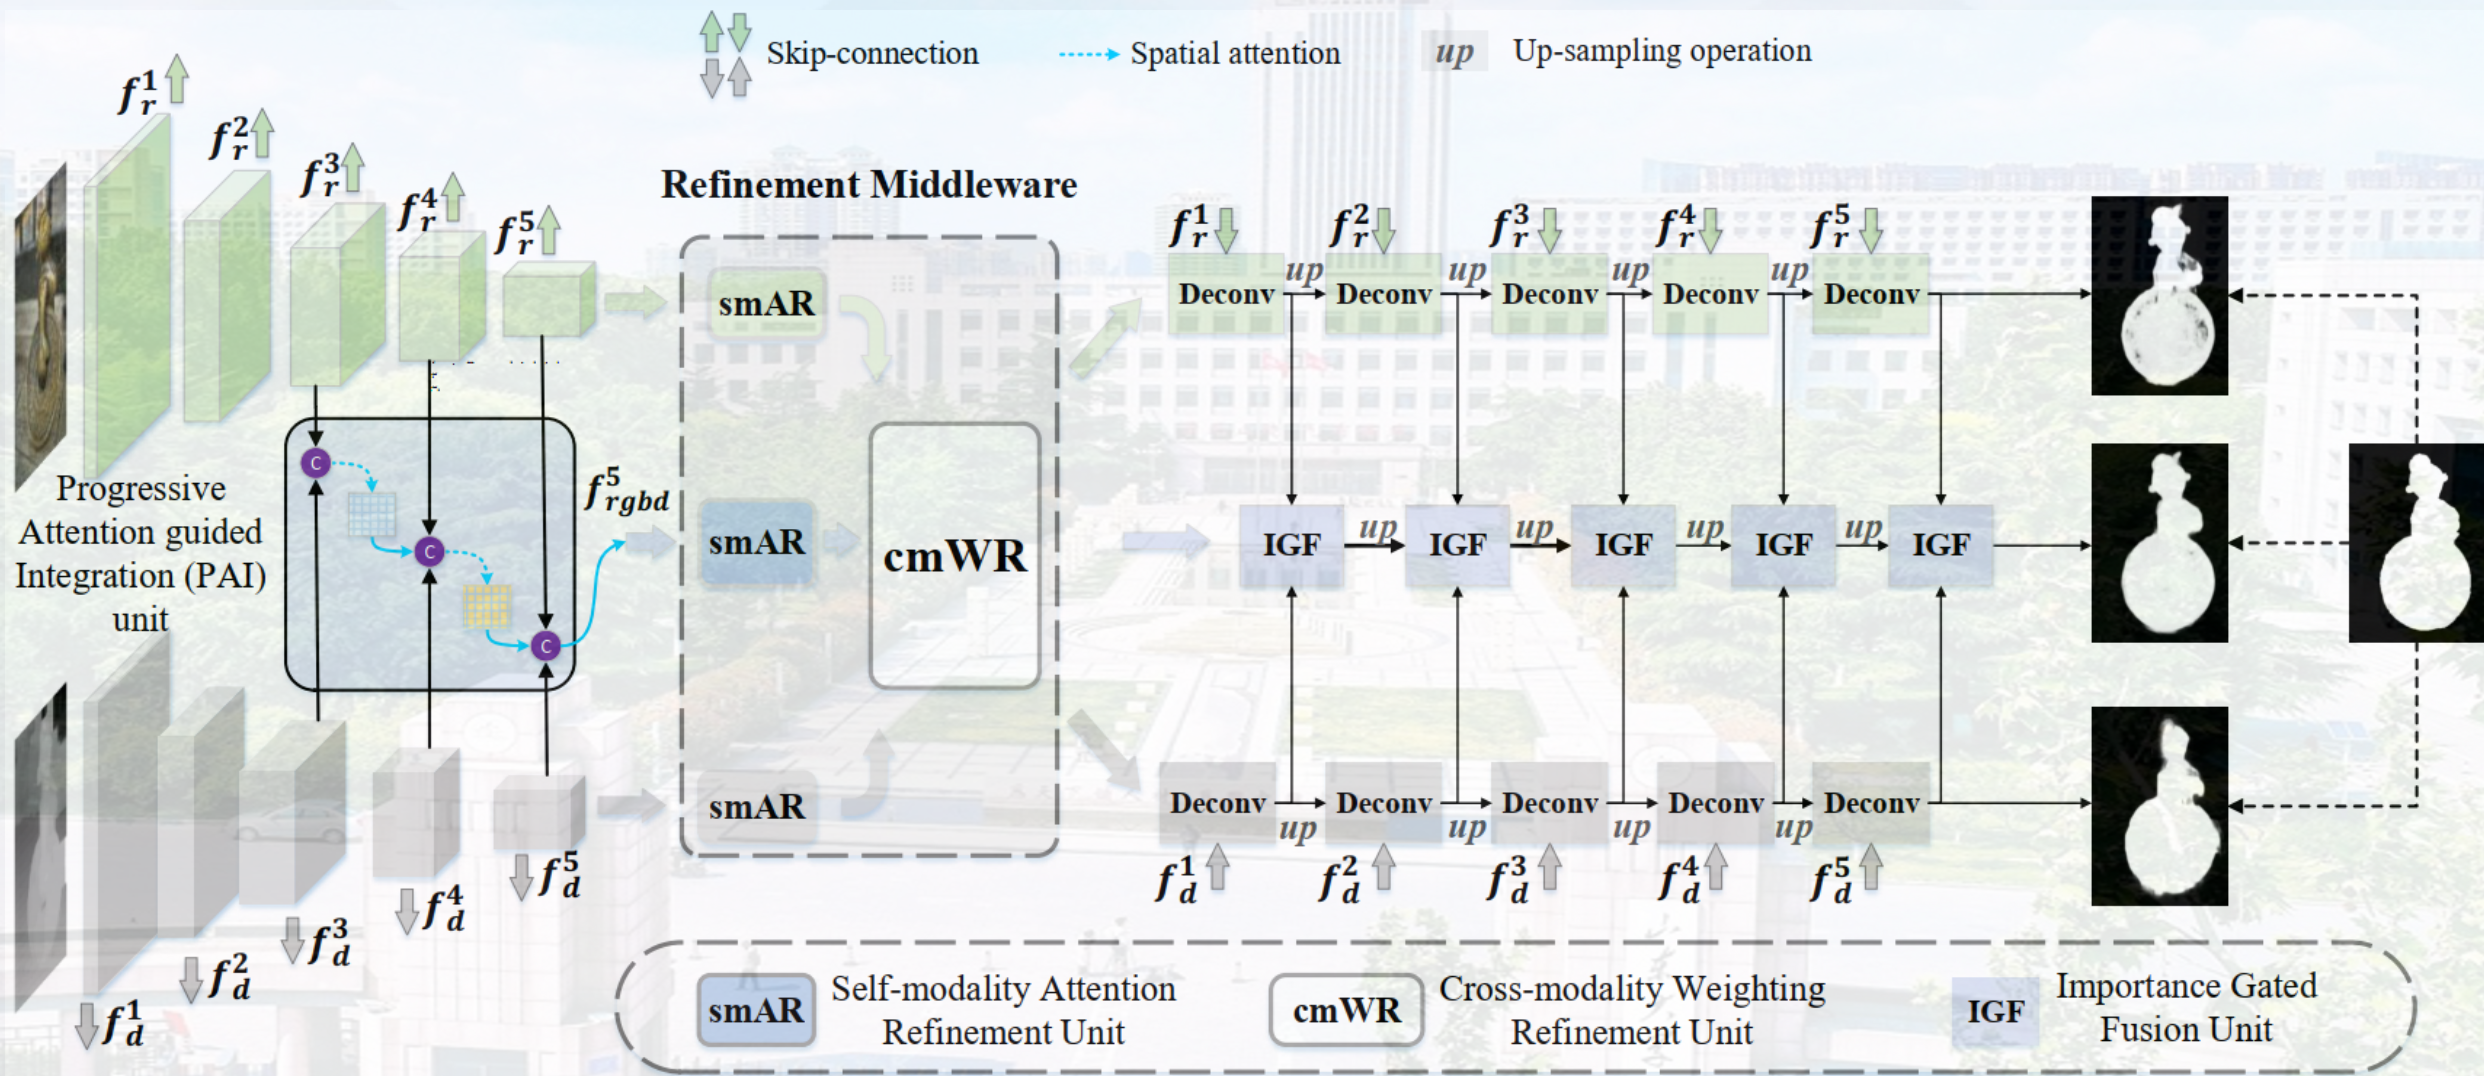 Skip-connection
Spatial attention
up Up-sampling operation
f_r^1
f_r^2
f_r^3
f_r^4
f_r^5
Refinement Middleware
smAR
smAR
smAR
cmWR
Progressive
Attention guided
Integration (PAI)
unit
C
C
C
f_{rgbd}^5
f_d^5
f_d^4
f_d^3
f_d^2
f_d^1
f_r^1 f_r^2 f_r^3 f_r^4 f_r^5
up up up up
Deconv Deconv Deconv Deconv Deconv
up up up up
IGF IGF IGF IGF IGF
Deconv Deconv Deconv Deconv Deconv
up up up up
f_d^1 f_d^2 f_d^3 f_d^4 f_d^5
smAR Self-modality Attention
Refinement Unit
cmWR Cross-modality Weighting
Refinement Unit
IGF Importance Gated
Fusion Unit